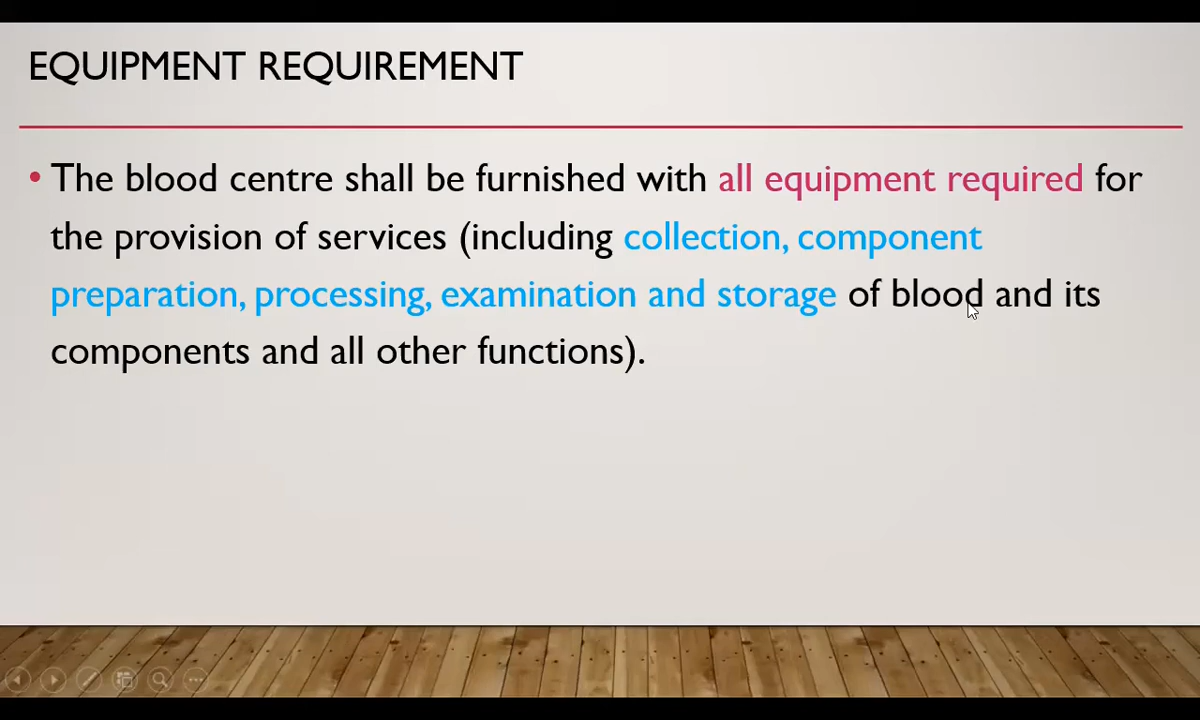 EQUIPMENT REQUIREMENT
• The blood centre shall be furnished with all equipment required for
the provision of services (including collection, component
preparation, processing, examination and storage of blood and its
components and all other functions).